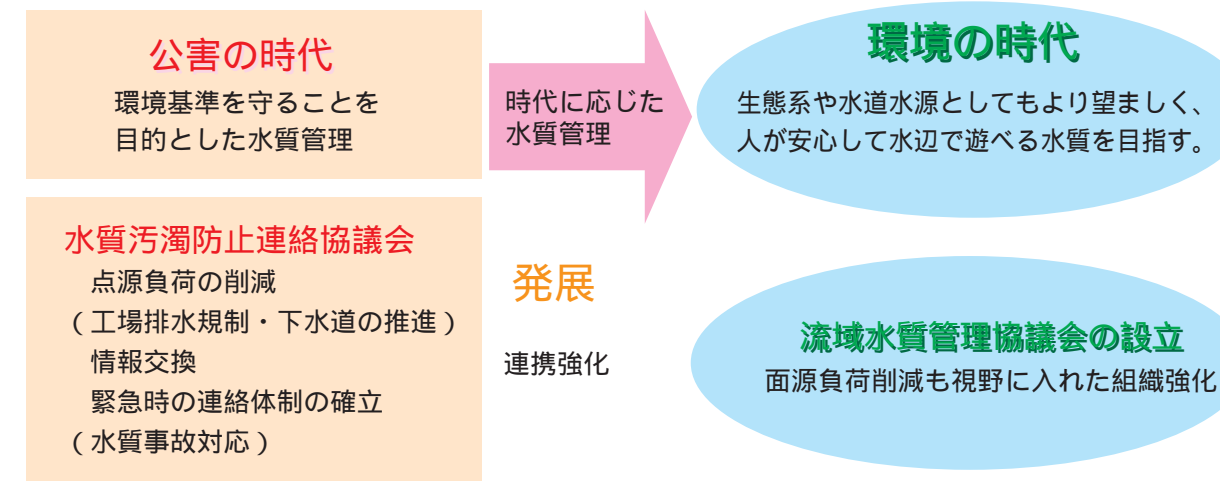 公害の時代
環境基準を守ることを
目的とした水質管理
時代に応じた
水質管理
環境の時代
生態系や水道水源としてもより望ましく、
人が安心して水辺で遊べる水質を目指す。
水質汚濁防止連絡協議会
点源負荷の削減
（工場排水規制・下水道の推進）
情報交換
緊急時の連絡体制の確立
（水質事故対応）
発展
連携強化
流域水質管理協議会の設立
面源負荷削減も視野に入れた組織強化